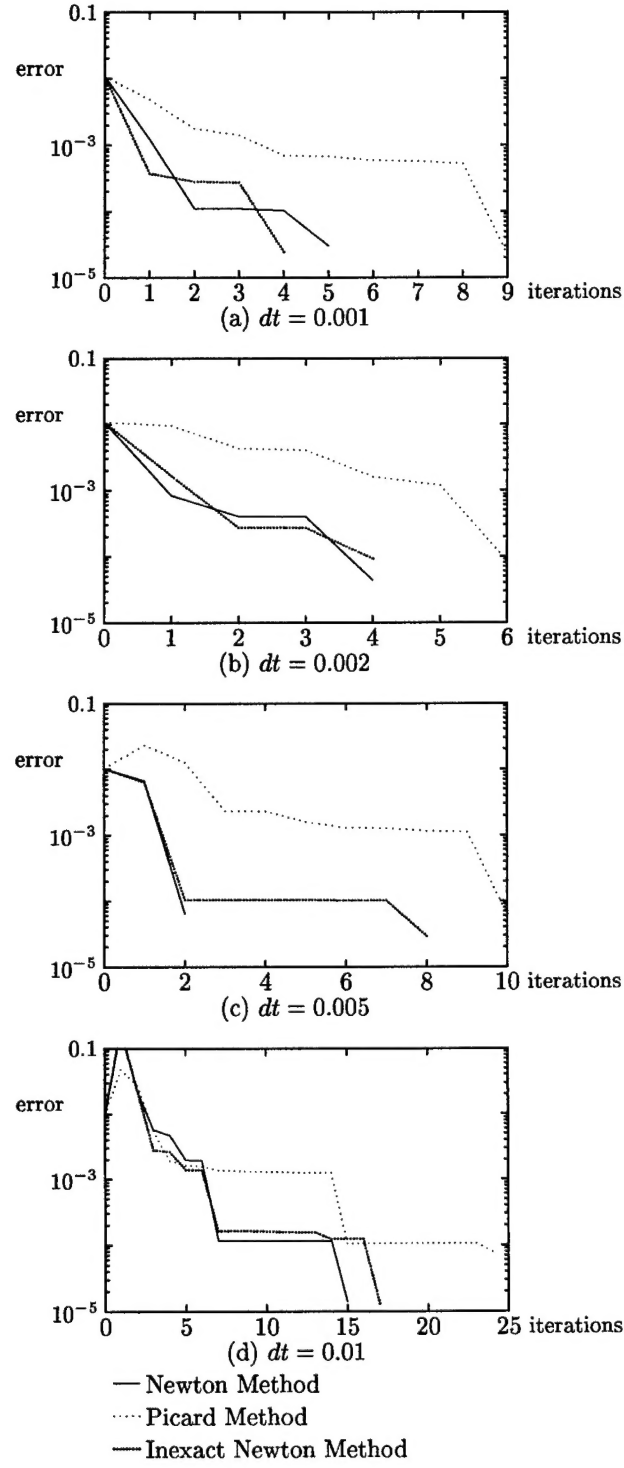 0.1
error
10⁻³
10⁻⁵
0 1 2 3 4 5 6 7 8 9 iterations
(a) dt = 0.001
0.1
error
10⁻³
10⁻⁵
0 1 2 3 4 5 6 iterations
(b) dt = 0.002
0.1
error
10⁻³
10⁻⁵
0 2 4 6 8 10 iterations
(c) dt = 0.005
0.1
error
10⁻³
10⁻⁵
0 5 10 15 20 25 iterations
(d) dt = 0.01
Newton Method
Picard Method
Inexact Newton Method